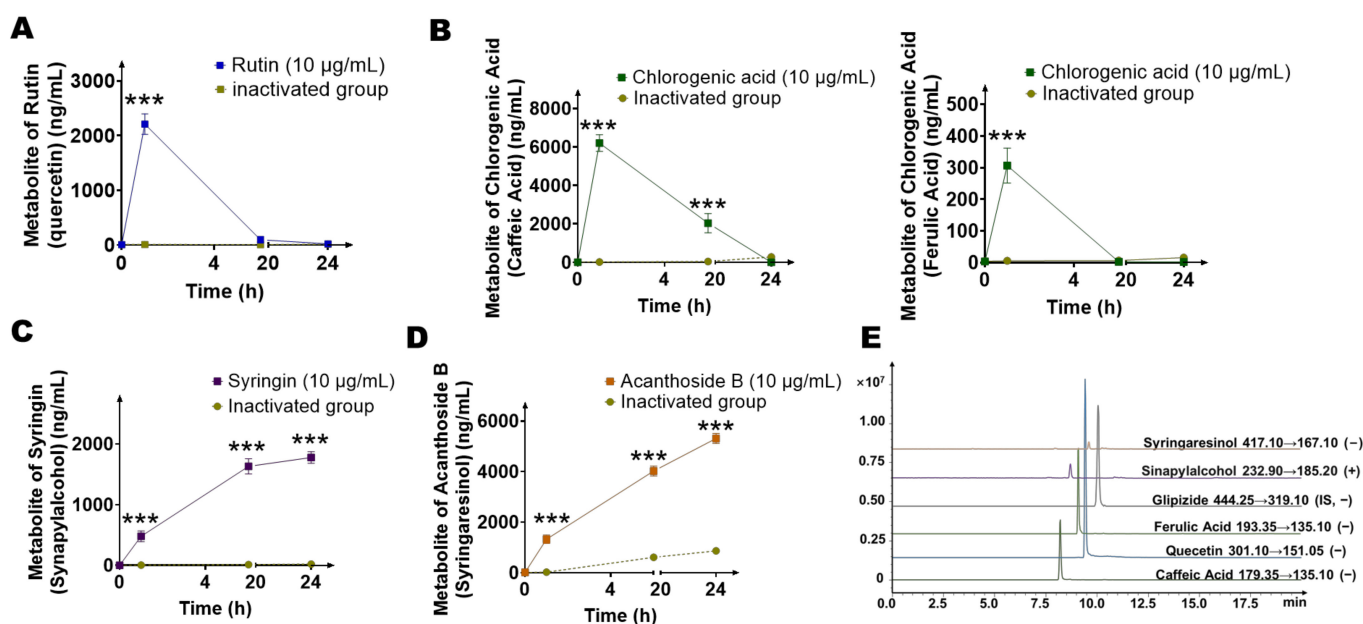 A
Metabolite of Rutin
(quercetin) (ng/mL)
Rutin (10 µg/mL)
inactivated group
3000
2000
1000
0
***
0 4 20 24
Time (h)
B
Metabolite of Chlorogenic Acid
(Caffeic Acid) (ng/mL)
Chlorogenic acid (10 µg/mL)
Inactivated group
8000
6000
4000
2000
0
***
***
0 4 20 24
Time (h)
Metabolite of Chlorogenic Acid
(Ferulic Acid) (ng/mL)
Chlorogenic acid (10 µg/mL)
Inactivated group
500
400
300
200
100
0
***
0 4 20 24
Time (h)
C
Metabolite of Syringin
(Synapylalcohol) (ng/mL)
Syringin (10 µg/mL)
Inactivated group
2000
1000
0
***
***
***
0 4 20 24
Time (h)
D
Metabolite of Acanthoside B
(Syringaresinol) (ng/mL)
Acanthoside B (10 µg/mL)
Inactivated group
6000
4000
2000
0
***
***
***
0 4 20 24
Time (h)
E
×10⁷
1.00
0.75
0.50
0.25
0
Syringaresinol 417.10→167.10 (−)
Sinapylalcohol 232.90→185.20 (+)
Glipizide 444.25→319.10 (IS, −)
Ferulic Acid 193.35→135.10 (−)
Quecetin 301.10→151.05 (−)
Caffeic Acid 179.35→135.10 (−)
0.0 2.5 5.0 7.5 10.0 12.5 15.0 17.5 min